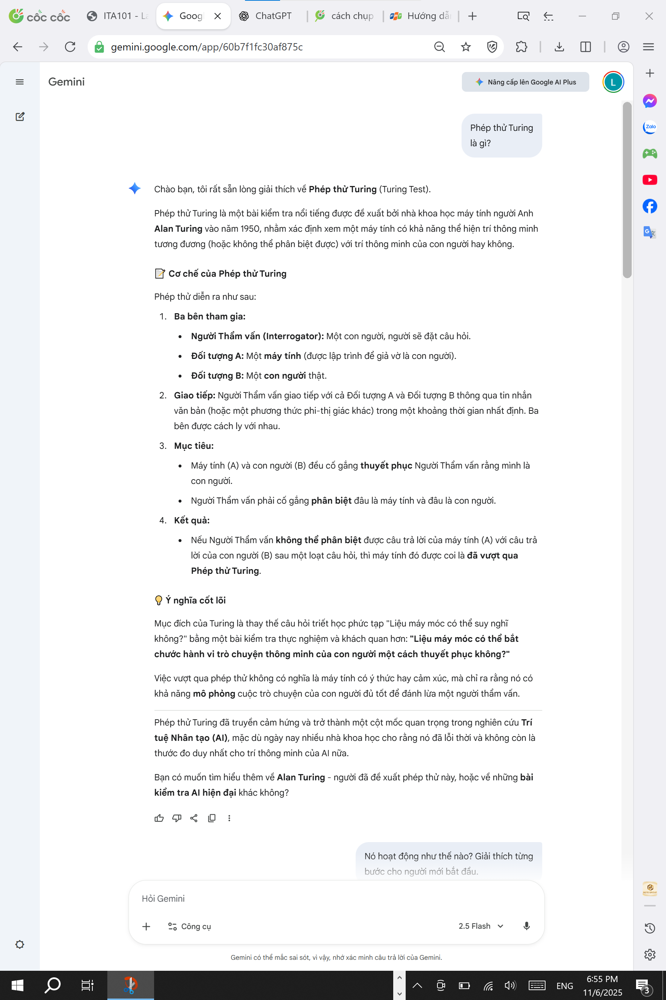 cốc cốc
ITA101 - La
Goog
ChatGPT
cách chụp
Hướng dẫn
gemini.google.com/app/60b7f1fc30af875c
Gemini
Nâng cấp lên Google AI Plus
L
Zalo
Phép thử Turing
là gì?
Chào bạn, tôi rất sẵn lòng giải thích về Phép thử Turing (Turing Test).
Phép thử Turing là một bài kiểm tra nổi tiếng được đề xuất bởi nhà khoa học máy tính người Anh
Alan Turing vào năm 1950, nhằm xác định xem một máy tính có khả năng thể hiện trí thông minh
tương đương (hoặc không thể phân biệt được) với trí thông minh của con người hay không.
📝 Cơ chế của Phép thử Turing
Phép thử diễn ra như sau:
1. Ba bên tham gia:
• Người Thẩm vấn (Interrogator): Một con người, người sẽ đặt câu hỏi.
• Đối tượng A: Một máy tính (được lập trình để giả vờ là con người).
• Đối tượng B: Một con người thật.
2. Giao tiếp: Người Thẩm vấn giao tiếp với cả Đối tượng A và Đối tượng B thông qua tin nhắn
văn bản (hoặc một phương thức phi-thị giác khác) trong một khoảng thời gian nhất định. Ba
bên được cách ly với nhau.
3. Mục tiêu:
• Máy tính (A) và con người (B) đều cố gắng thuyết phục Người Thẩm vấn rằng mình là
con người.
• Người Thẩm vấn phải cố gắng phân biệt đâu là máy tính và đâu là con người.
4. Kết quả:
• Nếu Người Thẩm vấn không thể phân biệt được câu trả lời của máy tính (A) với câu trả
lời của con người (B) sau một loạt câu hỏi, thì máy tính đó được coi là đã vượt qua
Phép thử Turing.
💡 Ý nghĩa cốt lõi
Mục đích của Turing là thay thế câu hỏi triết học phức tạp "Liệu máy móc có thể suy nghĩ
không?" bằng một bài kiểm tra thực nghiệm và khách quan hơn: "Liệu máy móc có thể bắt
chước hành vi trò chuyện thông minh của con người một cách thuyết phục không?"
Việc vượt qua phép thử không có nghĩa là máy tính có ý thức hay cảm xúc, mà chỉ ra rằng nó có
khả năng mô phỏng cuộc trò chuyện của con người đủ tốt để đánh lừa một người thẩm vấn.
Phép thử Turing đã truyền cảm hứng và trở thành một cột mốc quan trọng trong nghiên cứu Trí
tuệ Nhân tạo (AI), mặc dù ngày nay nhiều nhà khoa học cho rằng nó đã lỗi thời và không còn là
thước đo duy nhất cho trí thông minh của AI nữa.
Bạn có muốn tìm hiểu thêm về Alan Turing - người đã đề xuất phép thử này, hoặc về những bài
kiểm tra AI hiện đại khác không?
Nó hoạt động như thế nào? Giải thích từng
bước cho người mới bắt đầu.
Hỏi Gemini
Công cụ
2.5 Flash
Gemini có thể mắc sai sót, vì vậy, nhớ xác minh câu trả lời của Gemini.
ENG
6:55 PM
11/6/2025
3